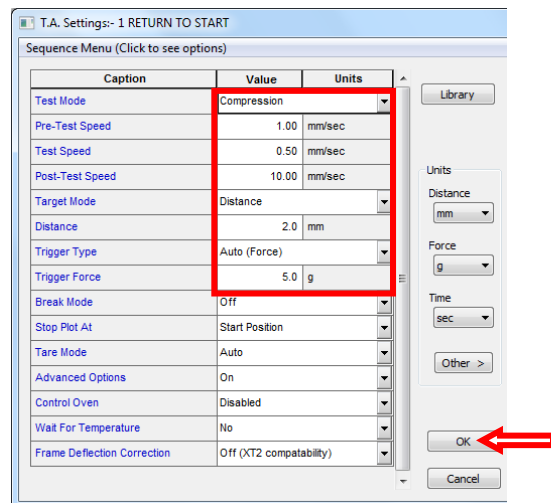 T.A. Settings:- 1 RETURN TO START
Sequence Menu (Click to see options)
Caption Value Units
Test Mode Compression
Pre-Test Speed 1.00 mm/sec
Test Speed 0.50 mm/sec
Post-Test Speed 10.00 mm/sec
Target Mode Distance
Distance 2.0 mm
Trigger Type Auto (Force)
Trigger Force 5.0 g
Break Mode Off
Stop Plot At Start Position
Tare Mode Auto
Advanced Options On
Control Oven Disabled
Wait For Temperature No
Frame Deflection Correction Off (XT2 compatability)
Library
Units
Distance
mm
Force
g
Time
sec
Other >
OK
Cancel